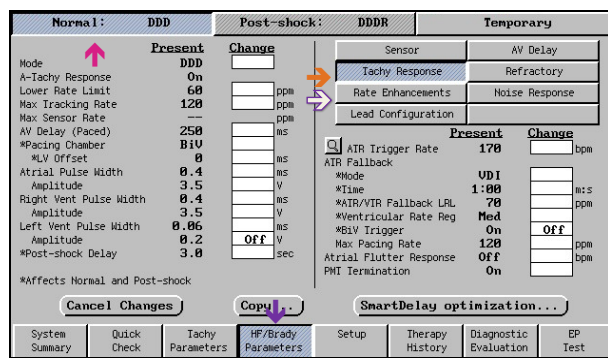 Normal: DDD
Post-shock: DDDR
Temporary
Present Change
Mode DDD
A-Tachy Response On
Lower Rate Limit 60 ppm
Max Tracking Rate 120 ppm
Max Sensor Rate -- ppm
AV Delay (Paced) 250 ms
*Pacing Chamber BiV
*LV Offset 0 ms
Atrial Pulse Width 0.4 ms
Amplitude 3.5 V
Right Vent Pulse Width 0.4 ms
Amplitude 3.5 V
Left Vent Pulse Width 0.06 ms
Amplitude 0.2 Off V
*Post-shock Delay 3.0 sec
*Affects Normal and Post-shock
Sensor AV Delay
Tachy Response Refractory
Rate Enhancements Noise Response
Lead Configuration
Present Change
AIR Trigger Rate 170 bpm
AIR Fallback
*Mode VDI
*Time 1:00 m:s
*AIR/VIR Fallback LRL 70 ppm
*Ventricular Rate Reg Med
*BiV Trigger On Off
Max Pacing Rate 120 ppm
Atrial Flutter Response Off bpm
PMT Termination On
Cancel Changes
SmartDelay optimization...
System Summary
Quick Check
Tachy Parameters
HF/Brady Parameters
Setup
Therapy History
Diagnostic Evaluation
EP Test